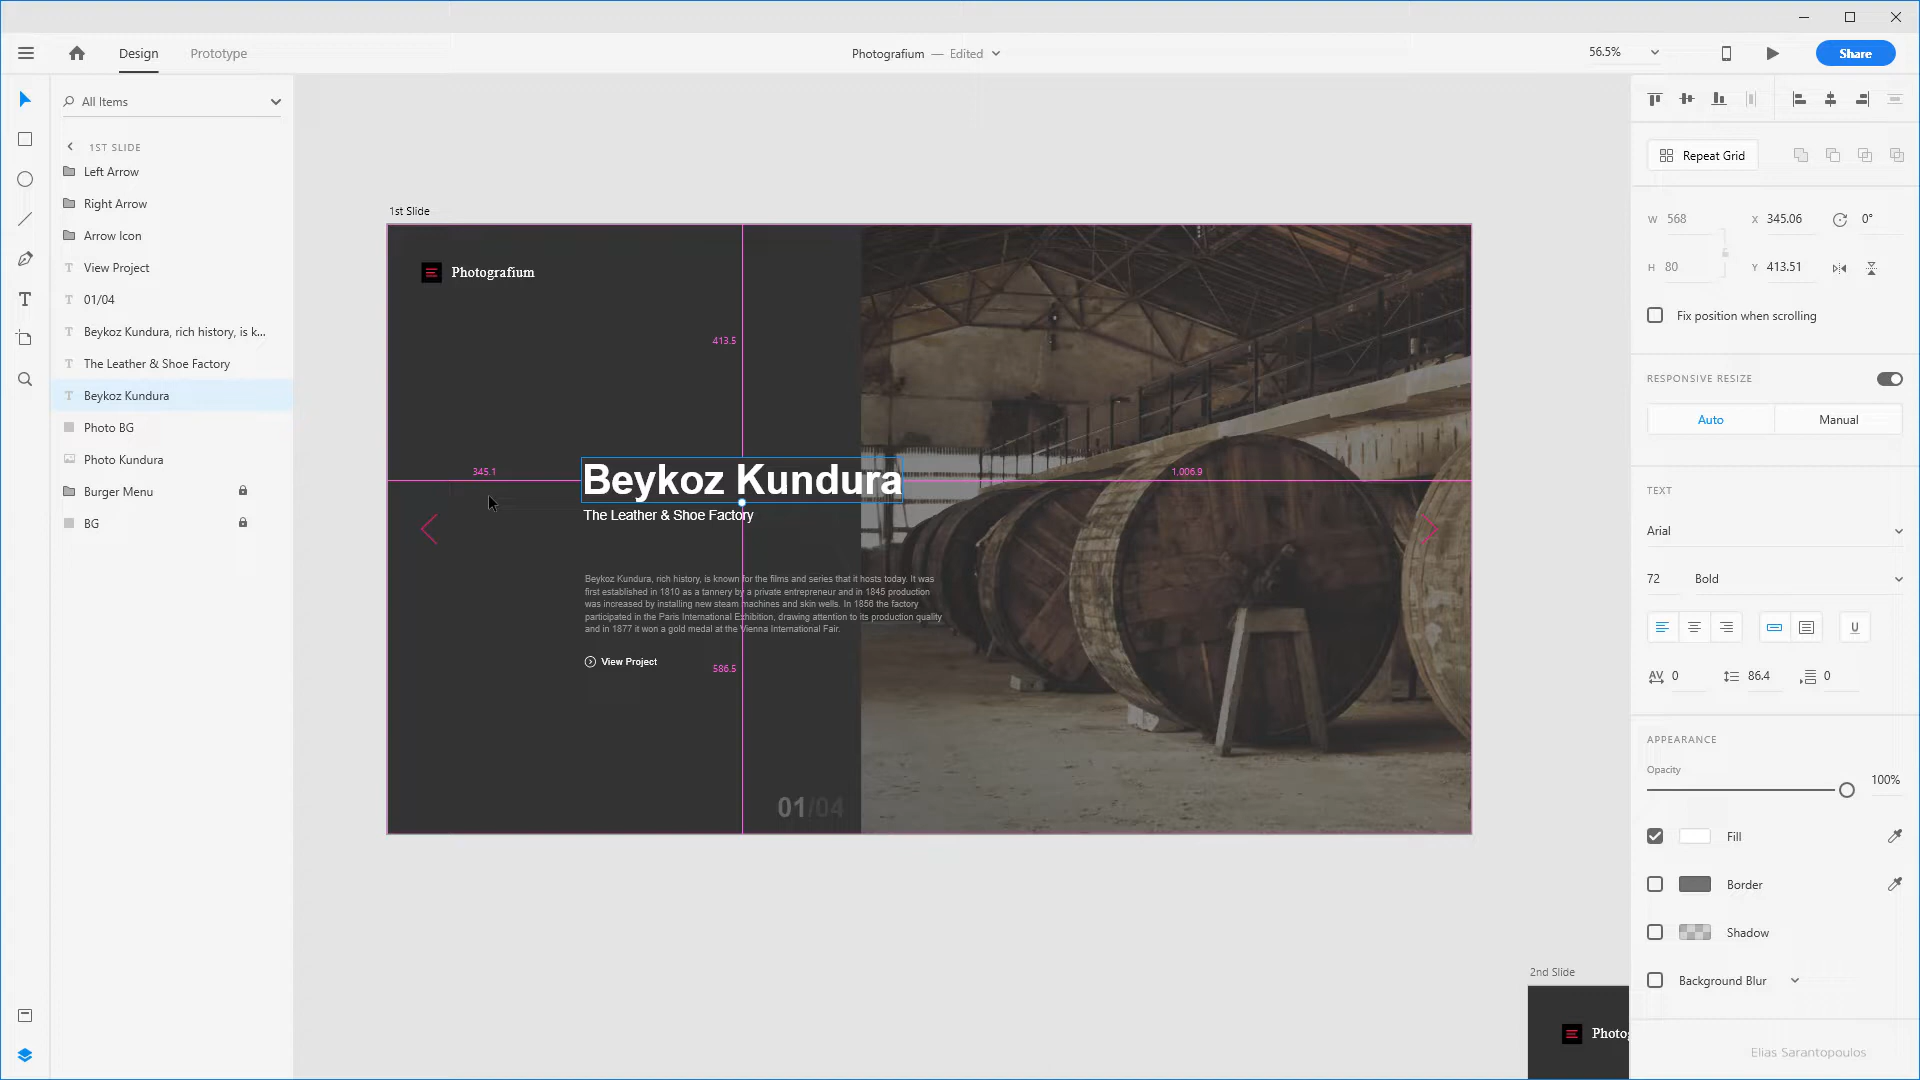 Design
Prototype
Photografium — Edited
56.5%
Share
All Items
1ST SLIDE
Left Arrow
Right Arrow
Arrow Icon
View Project
01/04
Beykoz Kundura, rich history, is k...
The Leather & Shoe Factory
Beykoz Kundura
Photo BG
Photo Kundura
Burger Menu
BG
1st Slide
Photografium
413.5
345.1
1.006.9
Beykoz Kundura
The Leather & Shoe Factory
Beykoz Kundura, rich history, is known for the films and series that it hosts today. It was
first established in 1810 as a tannery by a private entrepreneur and in 1845 production
was increased by installing new steam machines and skin wells. In 1856 the factory
participated in the Paris International Exhibition, drawing attention to its production quality
and in 1877 it won a gold medal at the Vienna International Fair.
View Project
586.5
01/04
2nd Slide
Photog
Repeat Grid
W 568
X 345.06
0°
H 80
Y 413.51
Fix position when scrolling
RESPONSIVE RESIZE
Auto
Manual
TEXT
Arial
72
Bold
U
AV 0
86.4
0
APPEARANCE
Opacity
100%
Fill
Border
Shadow
Background Blur
Elias Sarantopoulos